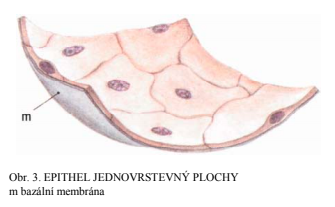 m
Obr. 3. EPITHEL JEDNOVRSTEVNÝ PLOCHY
m bazální membrána